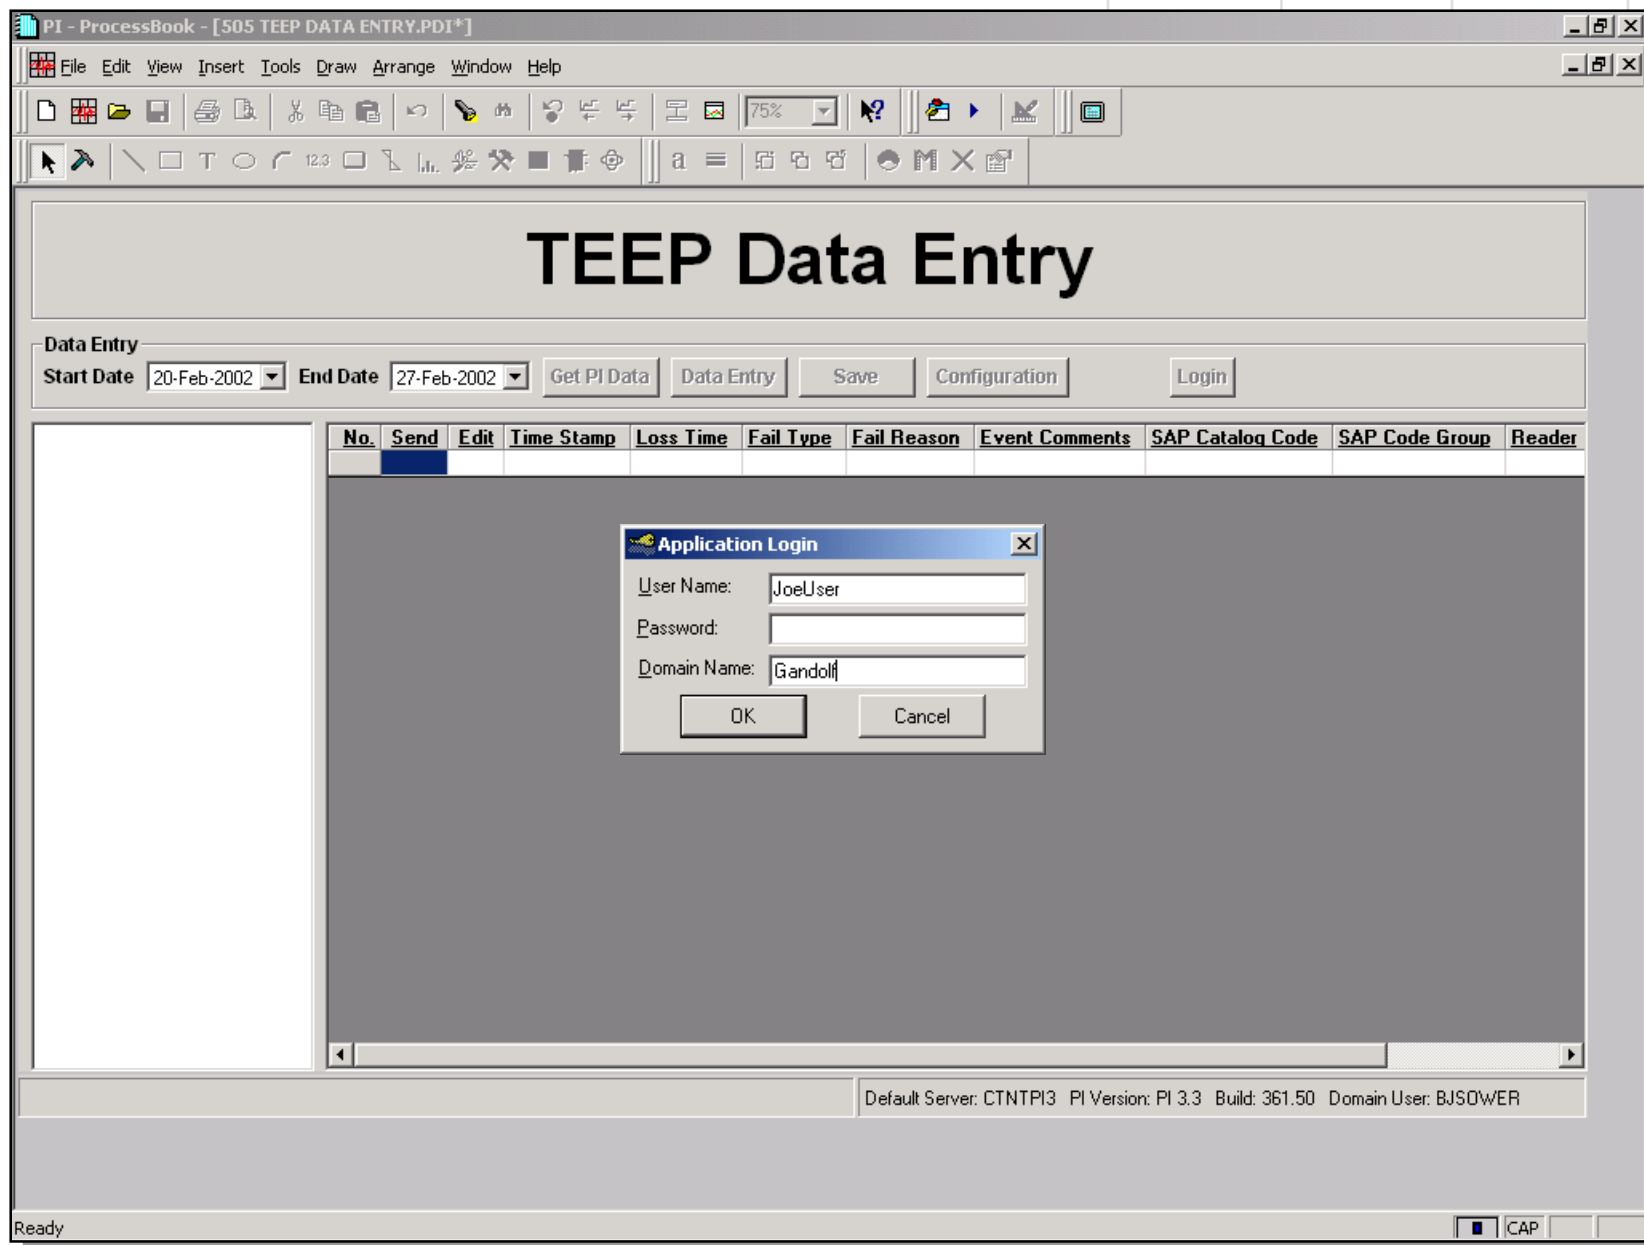 PI - ProcessBook - [505 TEEP DATA ENTRY.PDI*]
File Edit View Insert Tools Draw Arrange Window Help
75%
T 12.3 a M
TEEP Data Entry
Data Entry
Start Date 20-Feb-2002 End Date 27-Feb-2002 Get PI Data Data Entry Save Configuration Login
No. Send Edit Time Stamp Loss Time Fail Type Fail Reason Event Comments SAP Catalog Code SAP Code Group Reader
Application Login
User Name: JoeUser
Password:
Domain Name: Gandolf
OK Cancel
Default Server: CTNTPI3 PI Version: PI 3.3 Build: 361.50 Domain User: BJSOWER
Ready CAP